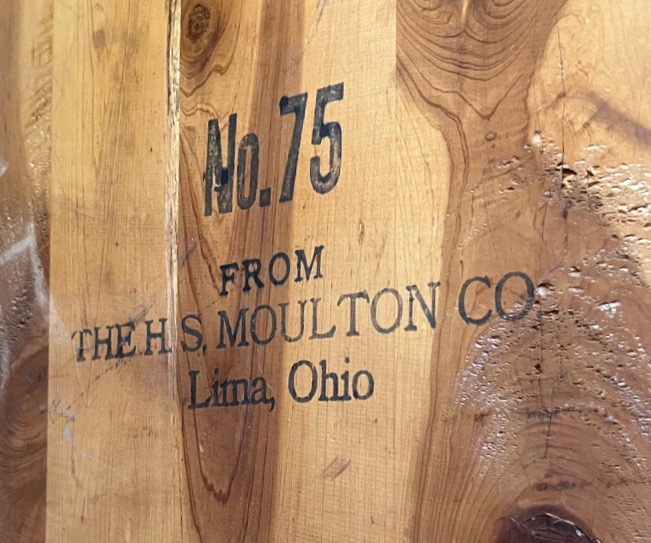 No. 75
FROM
THE H. S. MOULTON CO.
Lima, Ohio